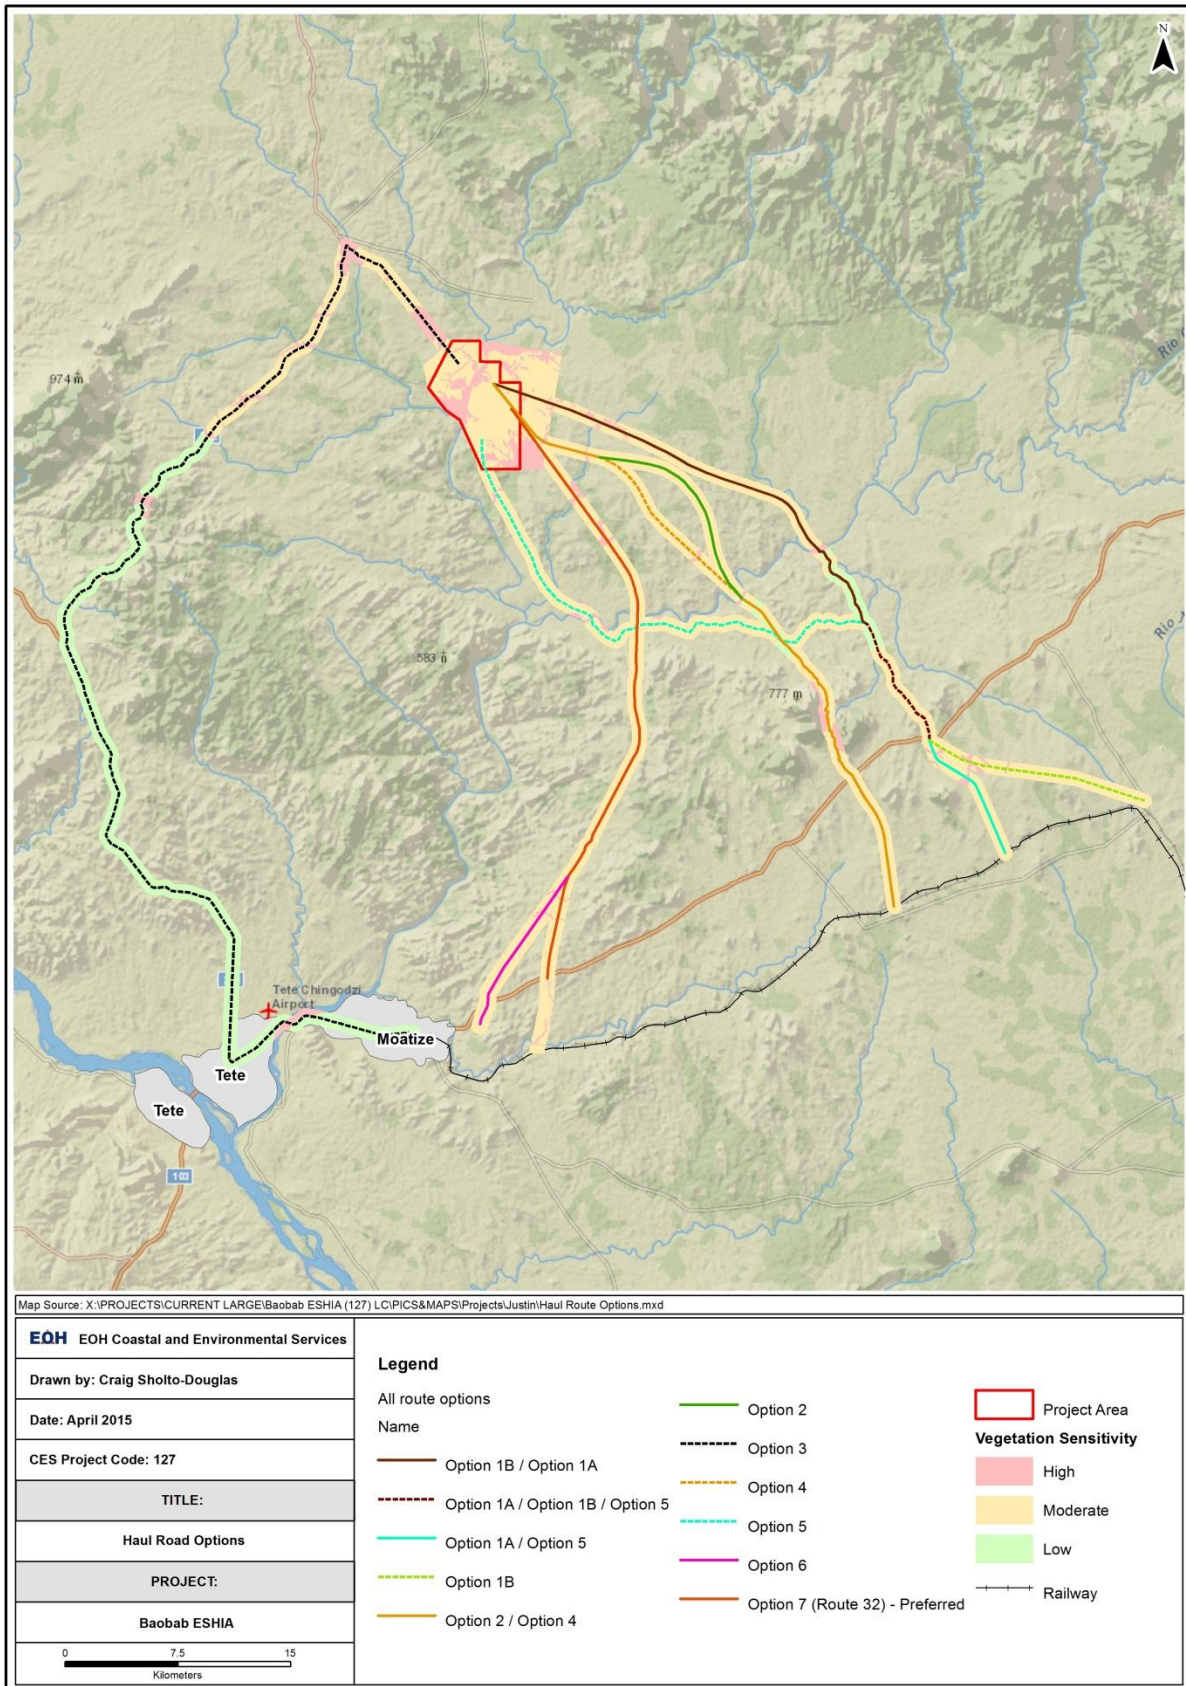 N
974 m
Rio
583 m
777 m
Rio
Tete Chingodzi
Airport
Moatize
Tete
Tete
103
Map Source: X:\PROJECTS\CURRENT LARGE\Baobab ESHIA (127) LC\PICS&MAPS\Projects\Justin\Haul Route Options.mxd
EOH EOH Coastal and Environmental Services
Drawn by: Craig Sholto-Douglas
Date: April 2015
CES Project Code: 127
TITLE:
Haul Road Options
PROJECT:
Baobab ESHIA
0 7.5 15
Kilometers
Legend
All route options
Name
Option 1B / Option 1A
Option 1A / Option 1B / Option 5
Option 1A / Option 5
Option 1B
Option 2 / Option 4
Option 2
Option 3
Option 4
Option 5
Option 6
Option 7 (Route 32) - Preferred
Project Area
Vegetation Sensitivity
High
Moderate
Low
Railway